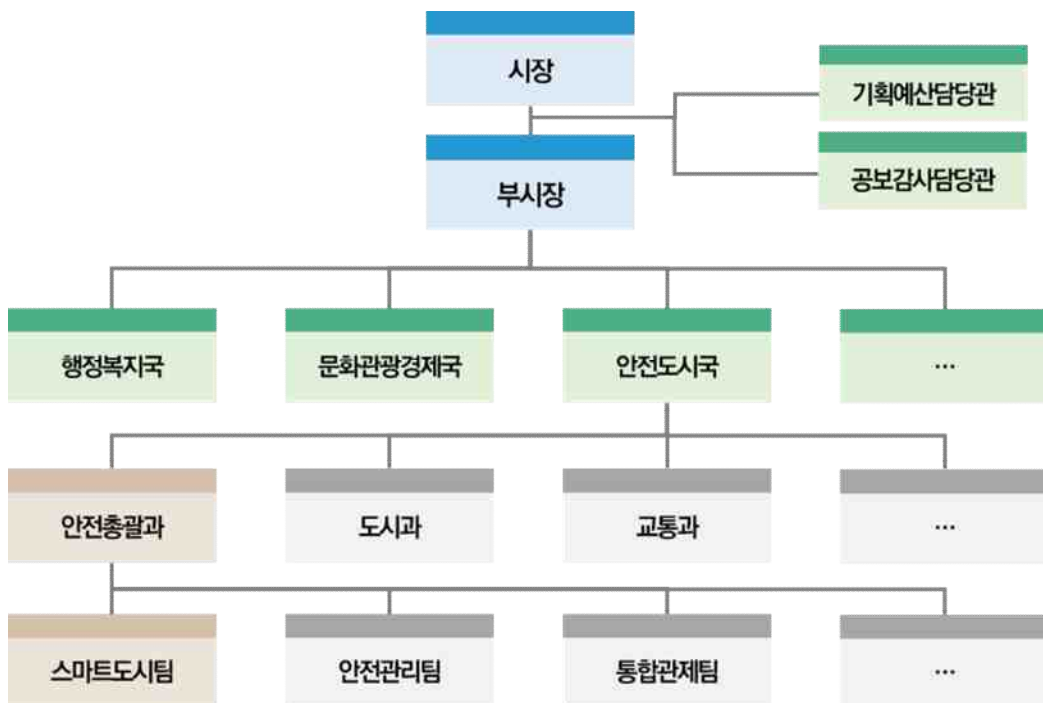 시장
기획예산담당관
공보감사담당관
부시장
행정복지국
문화관광경제국
안전도시국
…
안전총괄과
도시과
교통과
…
스마트도시팀
안전관리팀
통합관제팀
…